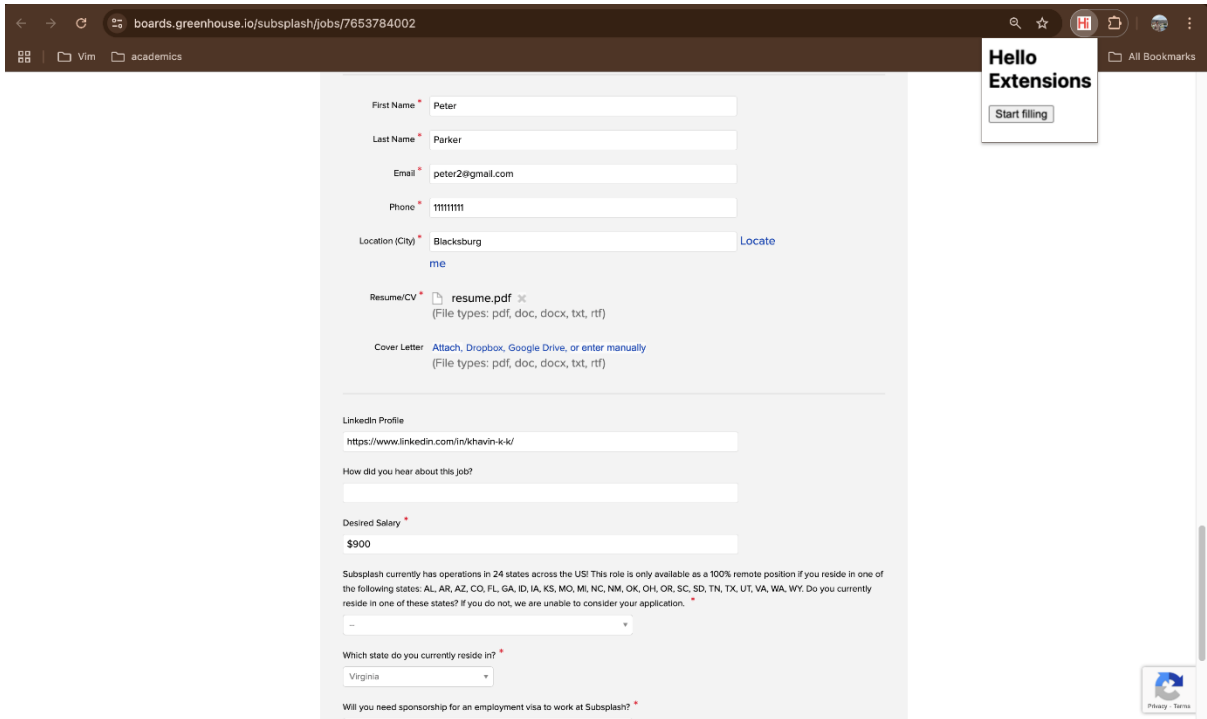 boards.greenhouse.io/subsplash/jobs/7653784002
Hi
Vim
academics
All Bookmarks
Hello
Extensions
Start filling
First Name *
Peter
Last Name *
Parker
Email *
peter2@gmail.com
Phone *
111111111
Location (City) *
Blacksburg
Locate
me
Resume/CV *
resume.pdf
(File types: pdf, doc, docx, txt, rtf)
Cover Letter
Attach, Dropbox, Google Drive, or enter manually
(File types: pdf, doc, docx, txt, rtf)
LinkedIn Profile
https://www.linkedin.com/in/khavin-k-k/
How did you hear about this job?
Desired Salary *
$900
Subsplash currently has operations in 24 states across the US! This role is only available as a 100% remote position if you reside in one of
the following states: AL, AR, AZ, CO, FL, GA, ID, IA, KS, MO, MI, NC, NM, OK, OH, OR, SC, SD, TN, TX, UT, VA, WA, WY. Do you currently
reside in one of these states? If you do not, we are unable to consider your application. *
--
Which state do you currently reside in? *
Virginia
Will you need sponsorship for an employment visa to work at Subsplash? *
Privacy - Terms